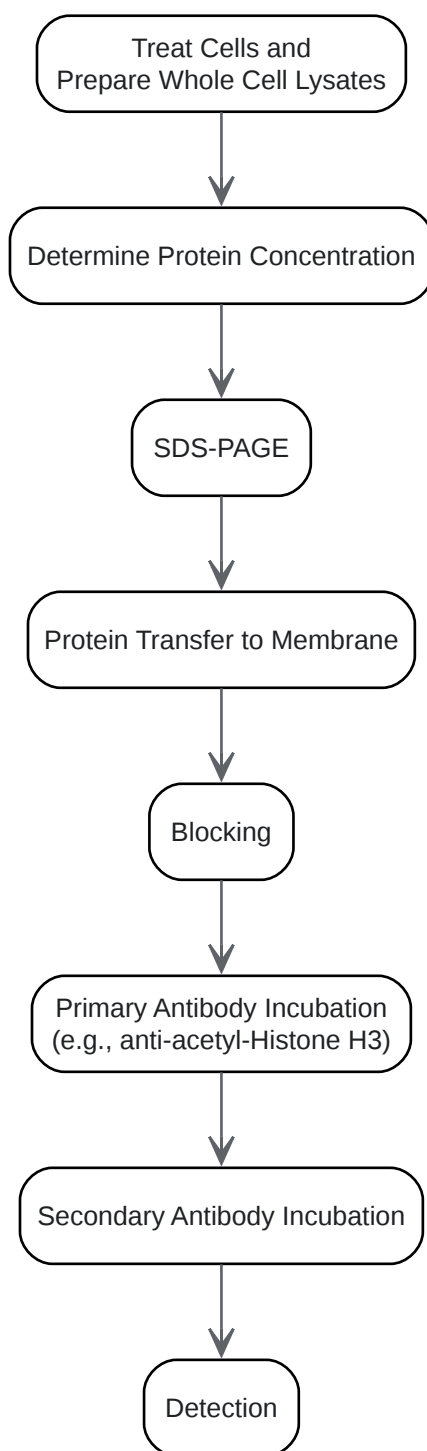 Treat Cells and
Prepare Whole Cell Lysates
Determine Protein Concentration
SDS-PAGE
Protein Transfer to Membrane
Blocking
Primary Antibody Incubation
(e.g., anti-acetyl-Histone H3)
Secondary Antibody Incubation
Detection